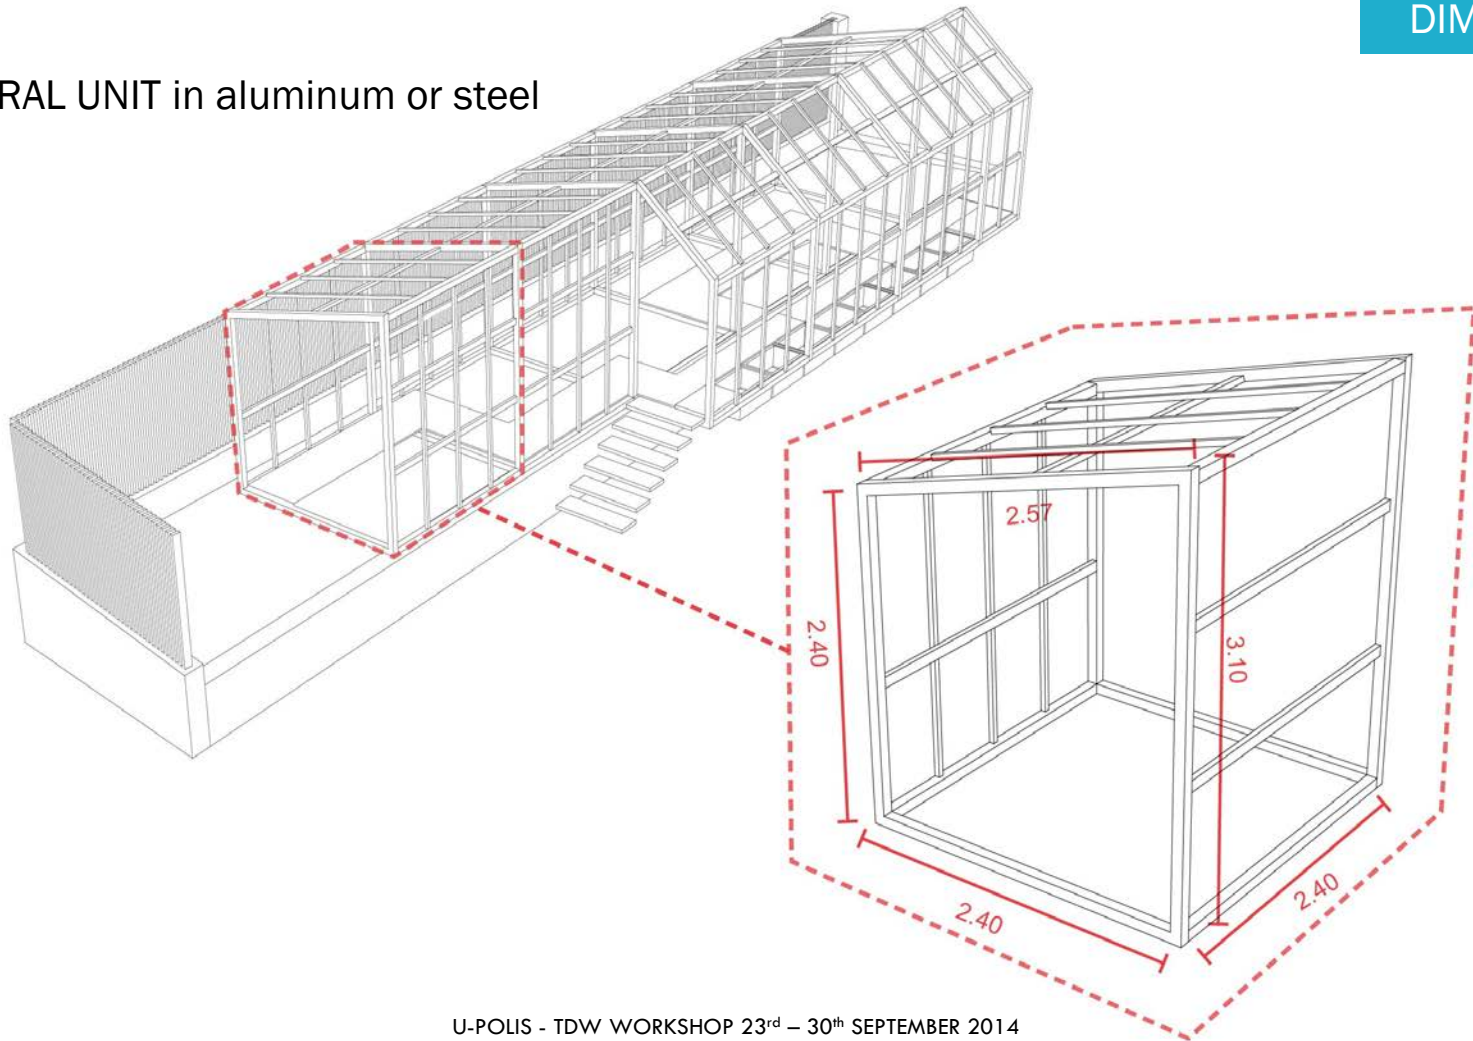 DIM
RAL UNIT in aluminum or steel
2.57
2.40
3.10
2.40
2.40
U-POLIS - TDW WORKSHOP 23rd – 30th SEPTEMBER 2014